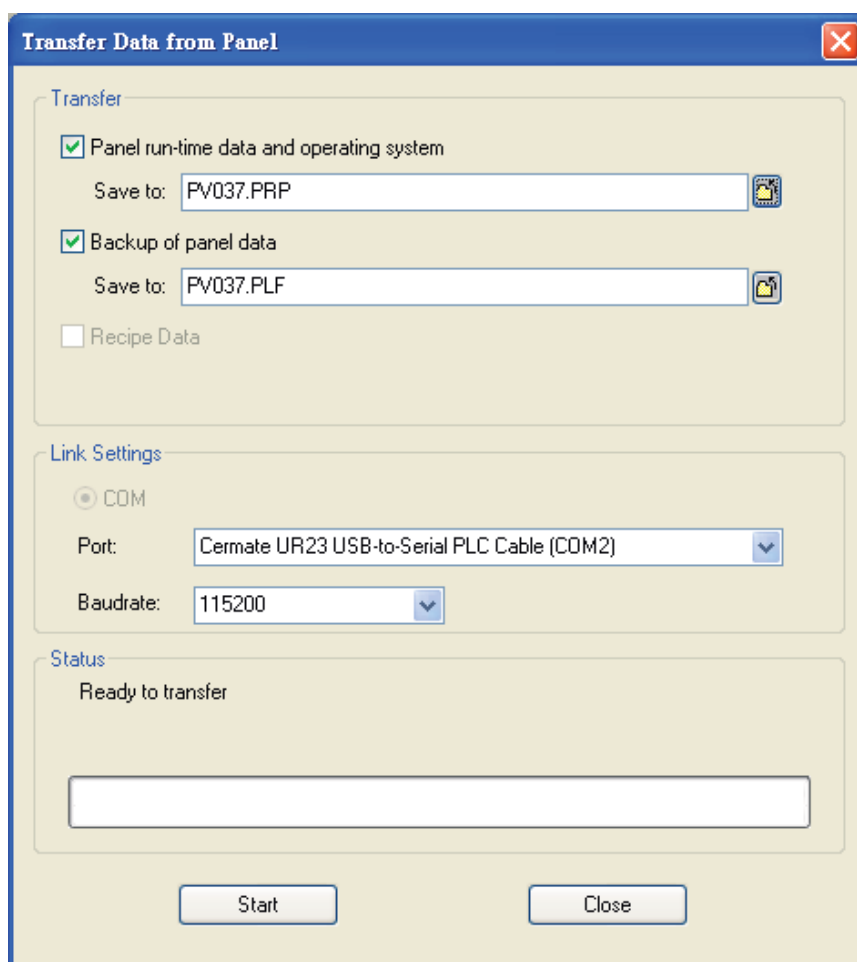 Transfer Data from Panel
Transfer
Panel run-time data and operating system
Save to: PV037.PRP
Backup of panel data
Save to: PV037.PLF
Recipe Data
Link Settings
COM
Port: Cermate UR23 USB-to-Serial PLC Cable (COM2)
Baudrate: 115200
Status
Ready to transfer
Start Close